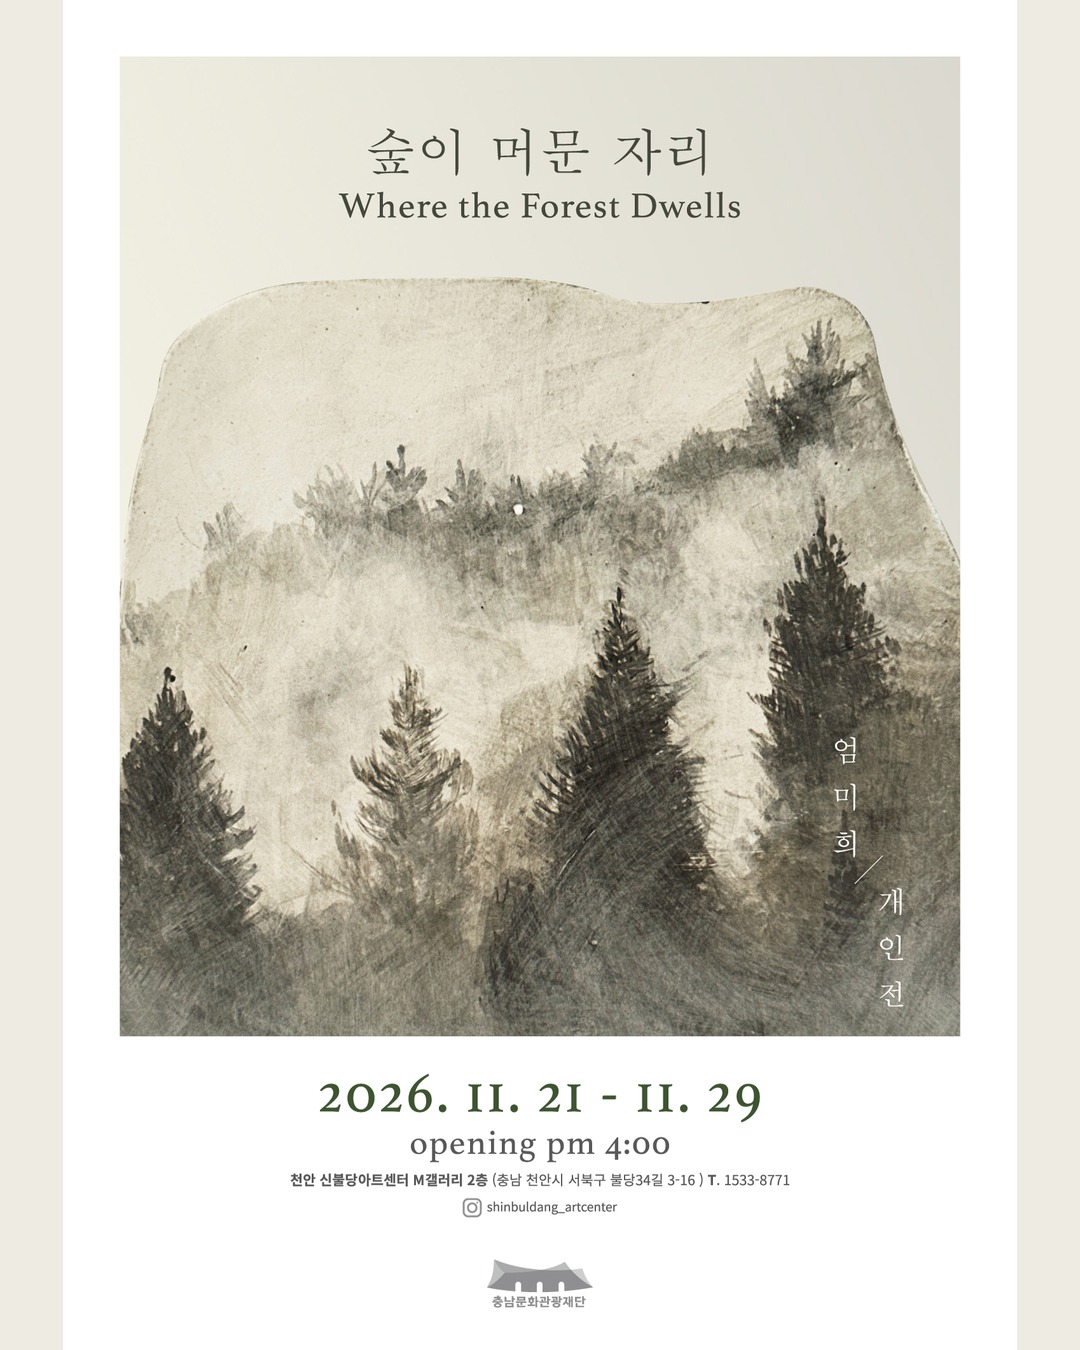 숲이 머문 자리
Where the Forest Dwells
엄미희
개인전
2026. 11. 21 - 11. 29
opening pm 4:00
천안 신불당아트센터 M갤러리 2층 (충남 천안시 서북구 불당34길 3-16 ) T. 1533-8771
shinbuldang_artcenter
충남문화관광재단